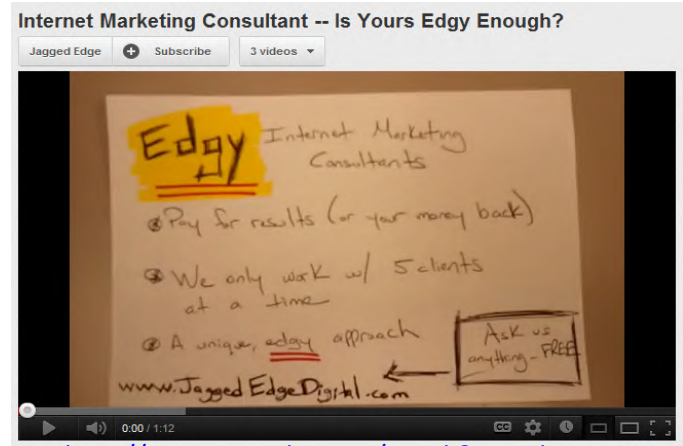 Internet Marketing Consultant -- Is Yours Edgy Enough?
Jagged Edge
Subscribe
3 videos
Edgy Internet Marketing
Consultants
Pay for results (or your money back)
We only work w/ 5 clients
at a time
A unique, edgy approach
Ask us
anything - FREE
www.JaggedEdgeDigital.com
0:00 / 1:12
CC